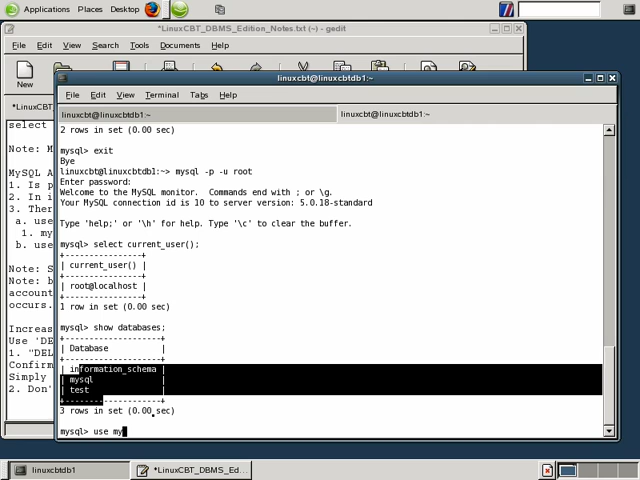 Applications Places Desktop
*LinuxCBT_DBMS_Edition_Notes.txt (~) - gedit
File Edit View Search Tools Documents Help
New
*LinuxCBT_
select
Note: M
MySQL A
1. Is p
2. In i
3. Ther
a. use
1. my
b. use
Note: S
Note: b
account
occurs.
Increas
Use 'DE
1. "DEL
Confirm
Simply
2. Don'
linuxcbt@linuxcbtdb1:~
File Edit View Terminal Tabs Help
linuxcbt@linuxcbtdb1:~ linuxcbt@linuxcbtdb1:~
2 rows in set (0.00 sec)
mysql> exit
Bye
linuxcbt@linuxcbtdb1:~> mysql -p -u root
Enter password:
Welcome to the MySQL monitor.  Commands end with ; or \g.
Your MySQL connection id is 10 to server version: 5.0.18-standard
Type 'help;' or '\h' for help. Type '\c' to clear the buffer.
mysql> select current_user();
+----------------+
| current_user() |
+----------------+
| root@localhost |
+----------------+
1 row in set (0.00 sec)
mysql> show databases;
+--------------------+
| Database           |
+--------------------+
| information_schema |
| mysql              |
| test               |
+--------------------+
3 rows in set (0.00 sec)
mysql> use my
linuxcbtdb1 *LinuxCBT_DBMS_Ed...